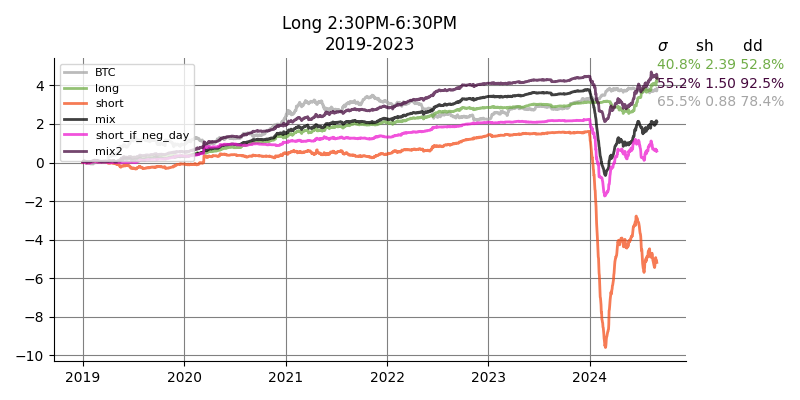 Long 2:30PM-6:30PM
2019-2023
σ sh dd
40.8% 2.39 52.8%
55.2% 1.50 92.5%
65.5% 0.88 78.4%
BTC
long
short
mix
short_if_neg_day
mix2
4
2
0
−2
−4
−6
−8
−10
2019 2020 2021 2022 2023 2024